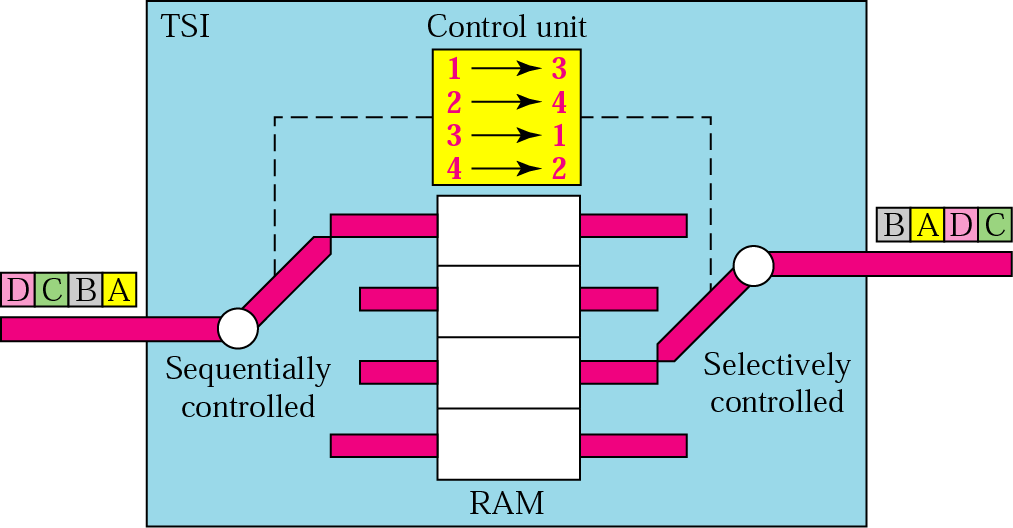 TSI
Control unit
1 3
2 4
3 1
4 2
B A D C
D C B A
Sequentially
controlled
Selectively
controlled
RAM